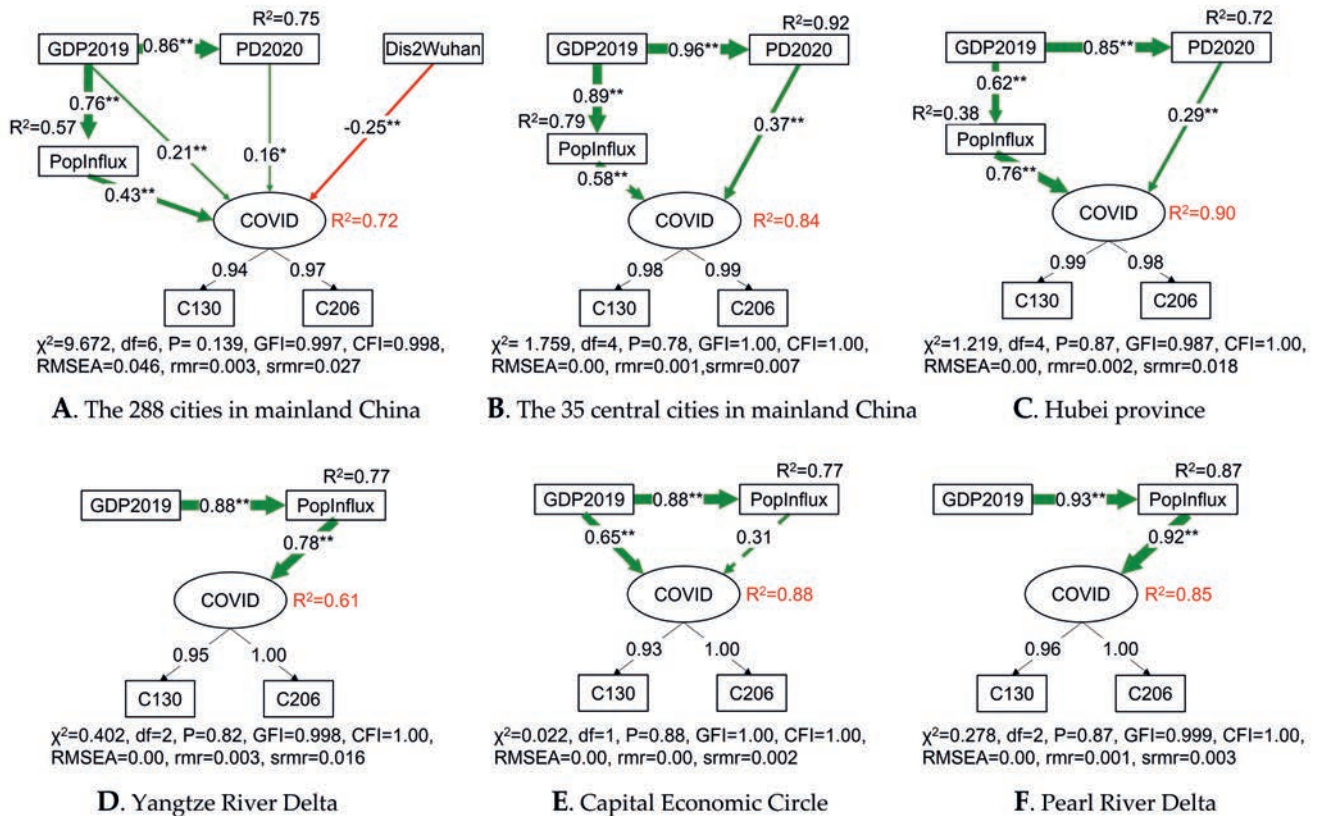 R²=0.75
GDP2019
0.86**
PD2020
Dis2Wuhan
0.76**
R²=0.57
-0.25**
PopInflux
0.21**
0.16*
0.43**
COVID
R²=0.72
0.94
0.97
C130
C206
χ²=9.672, df=6, P= 0.139, GFI=0.997, CFI=0.998,
RMSEA=0.046, rmr=0.003, srmr=0.027
A. The 288 cities in mainland China
R²=0.92
GDP2019
0.96**
PD2020
0.89**
R²=0.79
0.37**
PopInflux
0.58**
COVID
R²=0.84
0.98
0.99
C130
C206
χ²= 1.759, df=4, P=0.78, GFI=1.00, CFI=1.00,
RMSEA=0.00, rmr=0.001,srmr=0.007
B. The 35 central cities in mainland China
R²=0.72
GDP2019
0.85**
PD2020
0.62**
R²=0.38
0.29**
PopInflux
0.76**
COVID
R²=0.90
0.99
0.98
C130
C206
χ²=1.219, df=4, P=0.87, GFI=0.987, CFI=1.00,
RMSEA=0.00, rmr=0.002, srmr=0.018
C. Hubei province
R²=0.77
GDP2019
0.88**
PopInflux
0.78**
COVID
R²=0.61
0.95
1.00
C130
C206
χ²=0.402, df=2, P=0.82, GFI=0.998, CFI=1.00,
RMSEA=0.00, rmr=0.003, srmr=0.016
D. Yangtze River Delta
R²=0.77
GDP2019
0.88**
PopInflux
0.65**
0.31
COVID
R²=0.88
0.93
1.00
C130
C206
χ²=0.022, df=1, P=0.88, GFI=1.00, CFI=1.00,
RMSEA=0.00, rmr=0.00, srmr=0.002
E. Capital Economic Circle
R²=0.87
GDP2019
0.93**
PopInflux
0.92**
COVID
R²=0.85
0.96
1.00
C130
C206
χ²=0.278, df=2, P=0.87, GFI=0.999, CFI=1.00,
RMSEA=0.00, rmr=0.001, srmr=0.003
F. Pearl River Delta